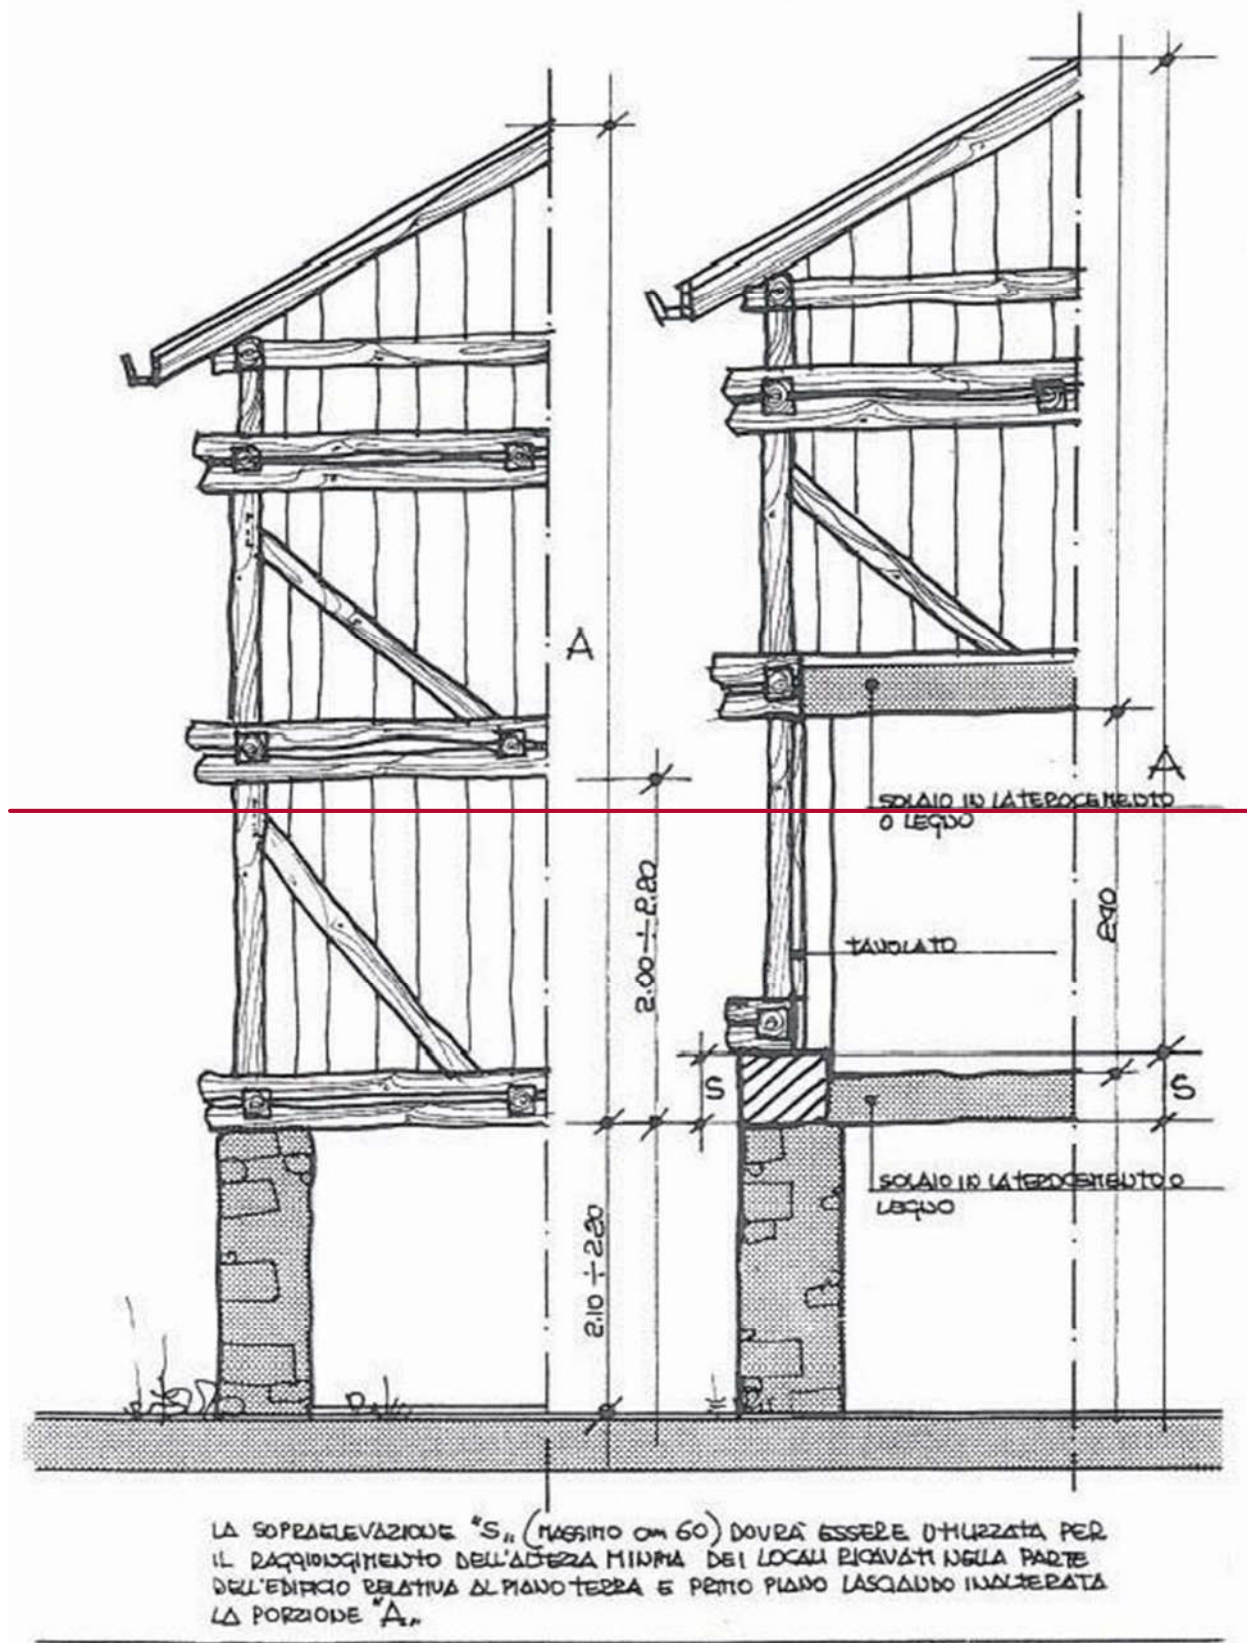 A
A
SOLAIO IN LATEROCEMENTO
O LEGNO
2.00÷2.20
2.40
TAVOLATO
S
S
SOLAIO IN LATEROCEMENTO O
LEGNO
2.10÷2.20
LA SOPRAELEVAZIONE "S" (MASSIMO cm 60) DOVRÀ ESSERE UTILIZZATA PER
IL RAGGIUNGIMENTO DELL'ALTEZZA MINIMA DEI LOCALI RICAVATI NELLA PARTE
DELL'EDIFICIO RELATIVA AL PIANO TERRA E PRIMO PIANO LASCIANDO INALTERATA
LA PORZIONE "A"